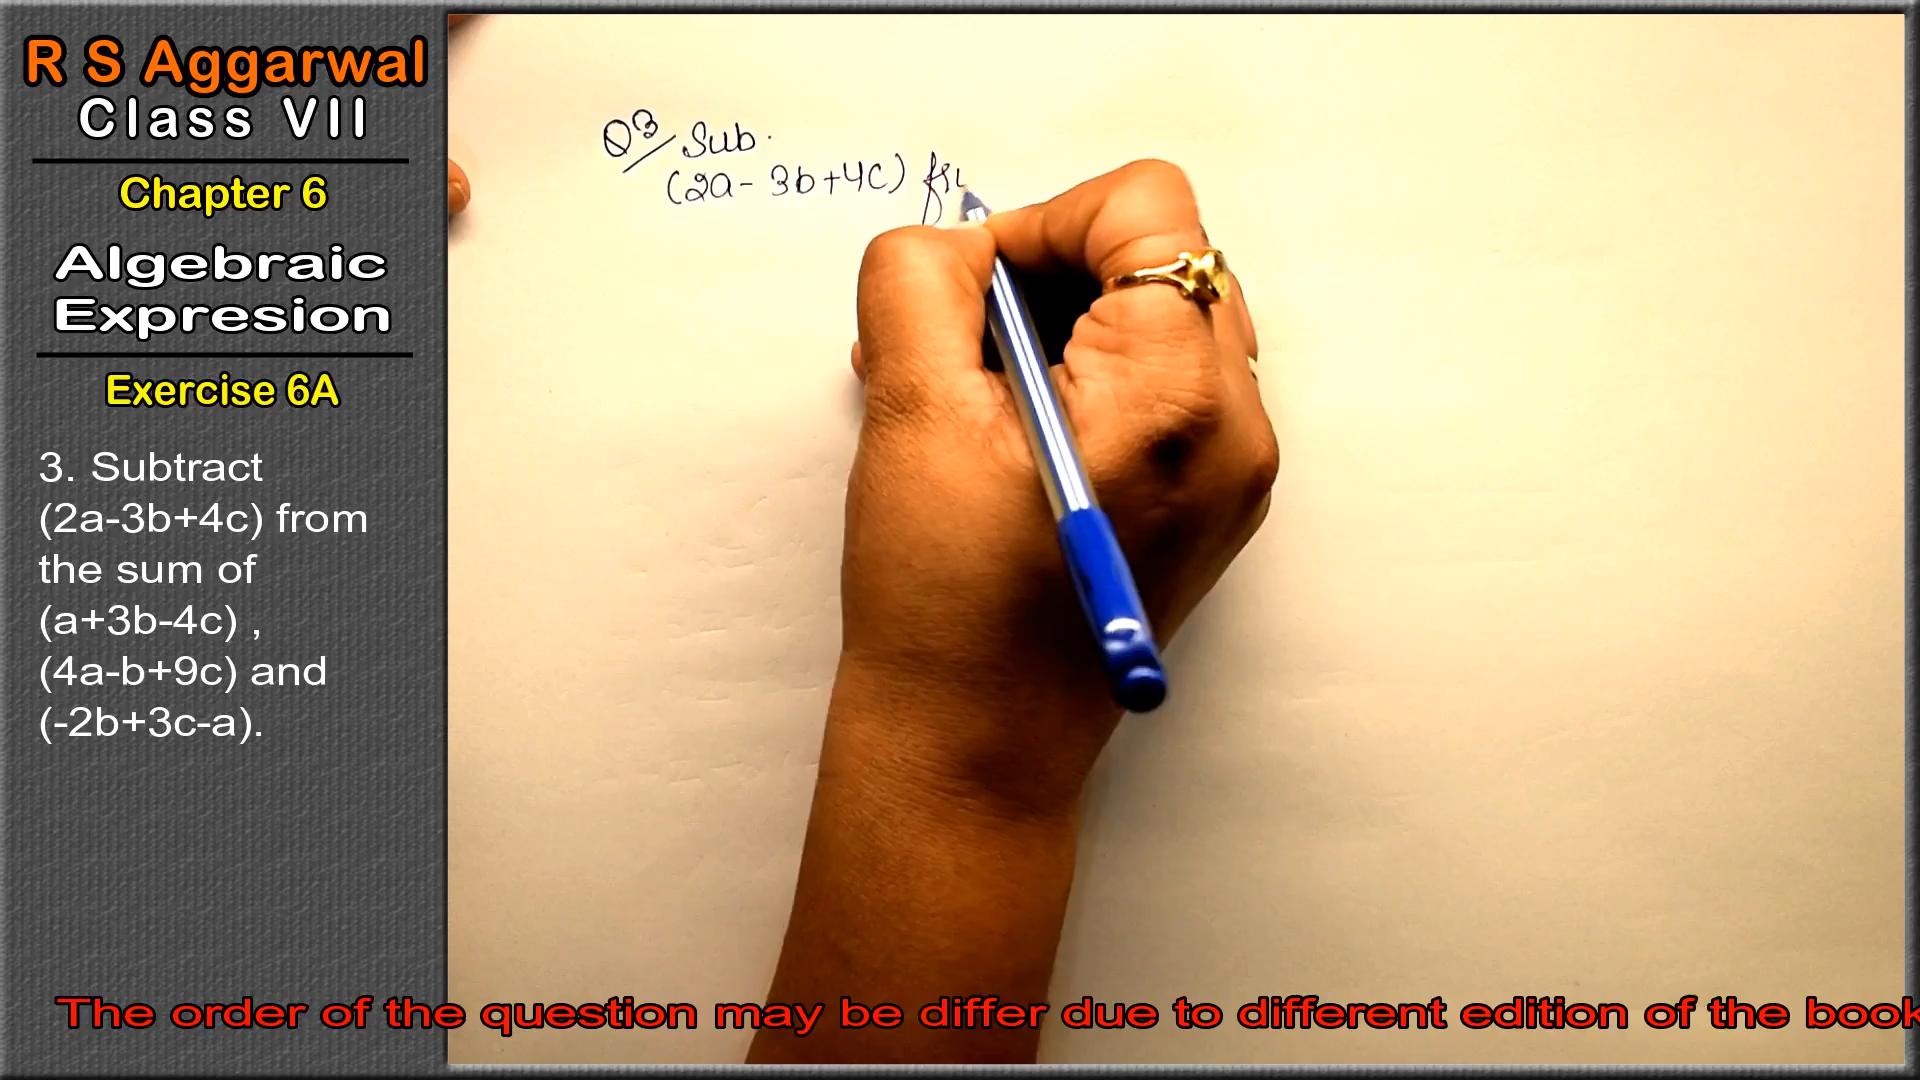 R S Aggarwal
Class VII
Chapter 6
Algebraic
Expresion
Exercise 6A
3. Subtract
(2a-3b+4c) from
the sum of
(a+3b-4c) ,
(4a-b+9c) and
(-2b+3c-a).
Q3/ Sub.
(2a-3b+4c)
The order of the question may be differ due to different edition of the book